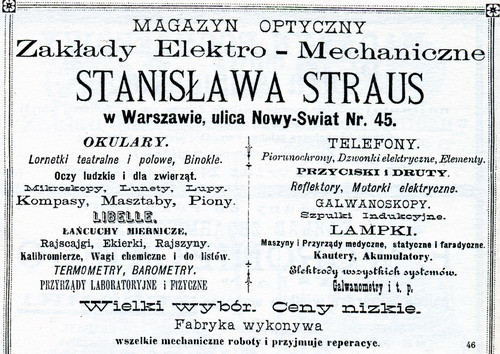 MAGAZYN OPTYCZNY
Zakłady Elektro - Mechaniczne
STANISŁAWA STRAUS
w Warszawie, ulica Nowy-Swiat Nr. 45.
OKULARY.
Lornetki teatralne i polowe, Binokle.
Oczy ludzkie i dla zwierząt.
Mikroskopy, Lunety, Lupy.
Kompasy, Masztaby, Piony.
LIBELLE.
ŁAŃCUCHY MIERNICZE,
Rajscajgi, Ekierki, Rajszyny.
Kalibromierze, Wagi chemiczne i do listów.
TERMOMETRY, BAROMETRY.
PRZYRZĄDY LABORATORYJNE i FIZYCZNE
TELEFONY.
Piorunochrony, Dzwonki elektryczne, Elementy.
PRZYCISKI i DRUTY.
Reflektory, Motorki elektryczne.
GALWANOSKOPY.
Szpulki Indukcyjne.
LAMPKI.
Maszyny i Przyrządy medyczne, statyczne i faradyczne.
Kautery, Akumulatory.
Elektrody wszystkich systemów.
Galwanometry i t. p.
Wielki wybór. Ceny nizkie.
Fabryka wykonywa
wszelkie mechaniczne roboty i przyjmuje reperacye.
46